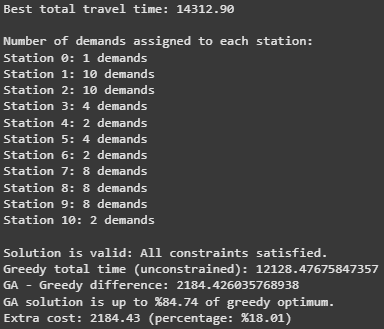 Best total travel time: 14312.90

Number of demands assigned to each station:
Station 0: 1 demands
Station 1: 10 demands
Station 2: 10 demands
Station 3: 4 demands
Station 4: 2 demands
Station 5: 4 demands
Station 6: 2 demands
Station 7: 8 demands
Station 8: 8 demands
Station 9: 8 demands
Station 10: 2 demands

Solution is valid: All constraints satisfied.
Greedy total time (unconstrained): 12128.47675847357
GA - Greedy difference: 2184.426035768938
GA solution is up to %84.74 of greedy optimum.
Extra cost: 2184.43 (percentage: %18.01)